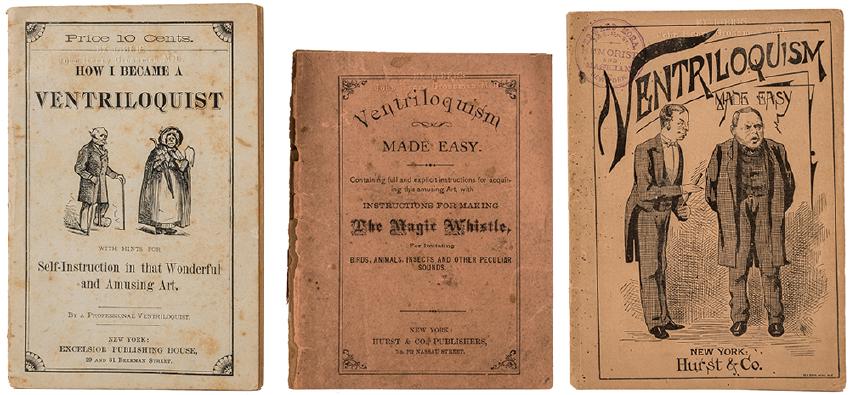 Price 10 Cents.
HOW I BECAME A
VENTRILOQUIST
WITH HINTS FOR
Self-Instruction in that Wonderful
and Amusing Art.
BY A PROFESSIONAL VENTRILOQUIST.
NEW YORK:
EXCELSIOR PUBLISHING HOUSE,
29 AND 31 BEEKMAN STREET.
Ventriloquism
MADE EASY.
Containing full and explicit instructions for acquir-
ing this amusing Art, with
INSTRUCTIONS FOR MAKING
The Magic Whistle,
For Imitating
BIRDS, ANIMALS, INSECTS AND OTHER PECULIAR
SOUNDS.
NEW YORK:
HURST & CO., PUBLISHERS,
NASSAU STREET.
VENTRILOQUISM
MADE EASY
NEW YORK:
Hurst & Co.